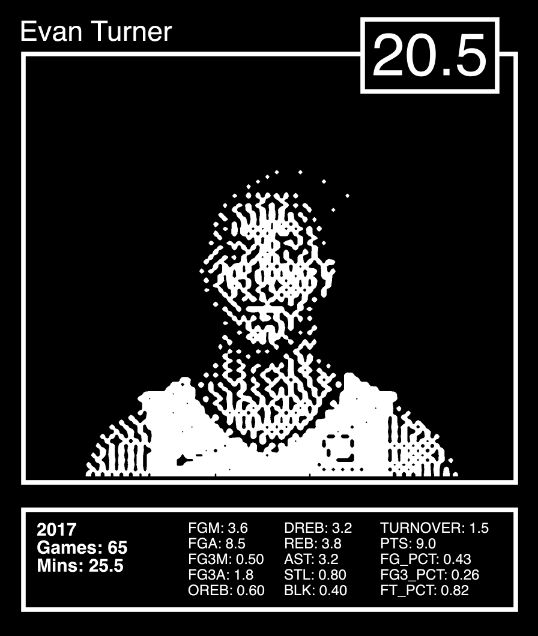 Evan Turner
20.5
2017
Games: 65
Mins: 25.5
FGM: 3.6
FGA: 8.5
FG3M: 0.50
FG3A: 1.8
OREB: 0.60
DREB: 3.2
REB: 3.8
AST: 3.2
STL: 0.80
BLK: 0.40
TURNOVER: 1.5
PTS: 9.0
FG_PCT: 0.43
FG3_PCT: 0.26
FT_PCT: 0.82